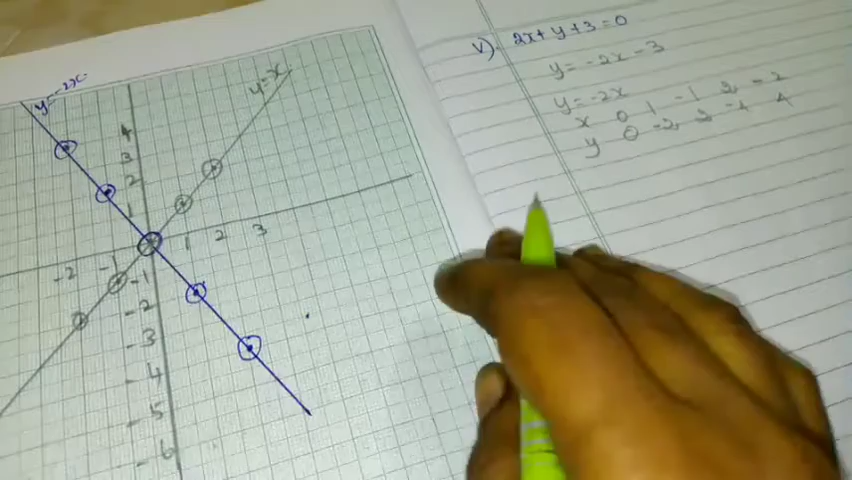 y=-2x
y=x
4
3
2
1
-2 -1 1 2 3
-1
-2
-3
-4
-5
-6
v). 2x+y+3=0
y=-2x-3
y=-2x
x 0 1 -1 2 -2
y 0 -2 2 -4 4